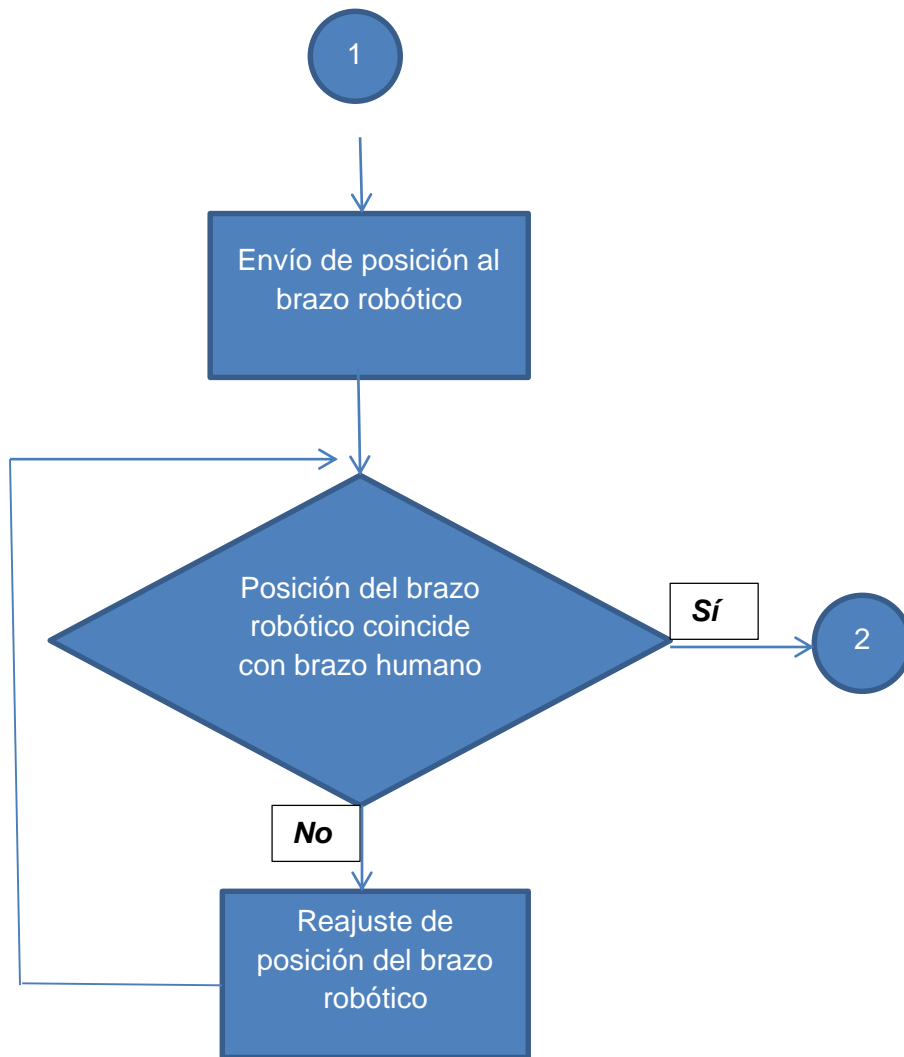 1
Envío de posición al
brazo robótico
Posición del brazo
robótico coincide
con brazo humano
Sí
2
No
Reajuste de
posición del brazo
robótico